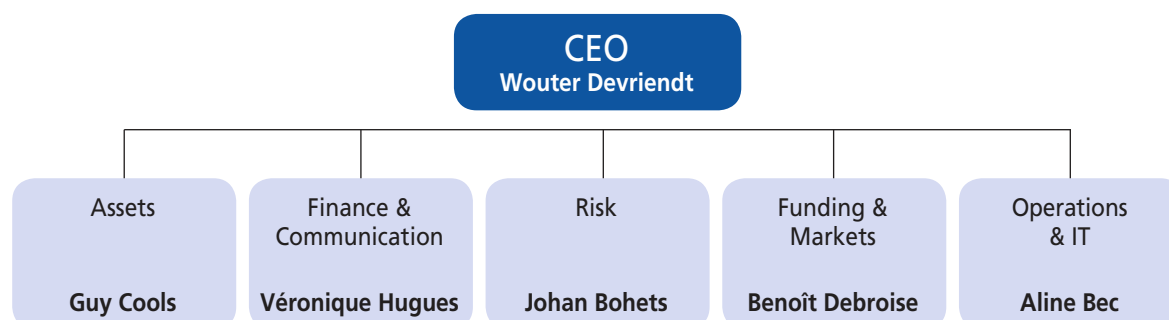 CEO
Wouter Devriendt
Assets
Guy Cools
Finance &
Communication
Véronique Hugues
Risk
Johan Bohets
Funding &
Markets
Benoît Debroise
Operations
& IT
Aline Bec